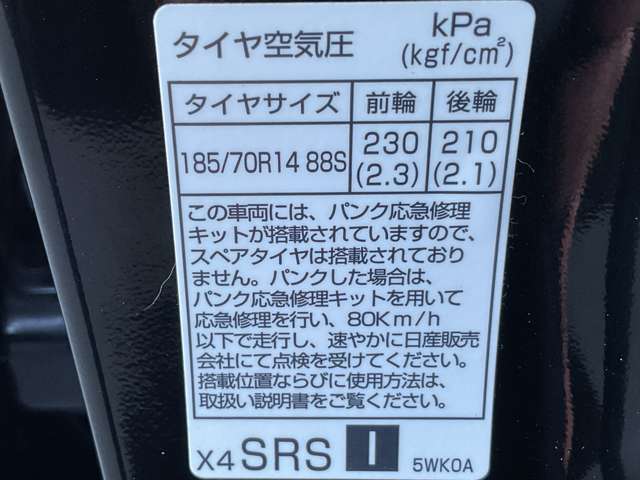 タイヤ空気圧 kPa
(kgf/cm²)
タイヤサイズ 前輪 後輪
185/70R14 88S 230 210
(2.3) (2.1)
この車両には、パンク応急修理
キットが搭載されていますので、
スペアタイヤは搭載されており
ません。パンクした場合は、
パンク応急修理キットを用いて
応急修理を行い、80Km/h
以下で走行し、速やかに日産販売
会社にて点検を受けてください。
搭載位置ならびに使用方法は、
取扱い説明書をご覧ください。
X4 SRS I 5WK0A